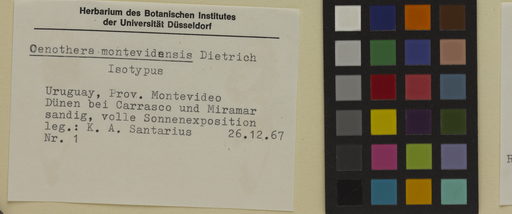 Herbarium des Botanischen Institutes
der Universität Düsseldorf
Oenothera montevidensis Dietrich
Isotypus
Uruguay, Prov. Montevideo
Dünen bei Carrasco und Miramar
sandig, volle Sonnenexposition
leg.: K. A. Santarius 26.12.67
Nr. 1